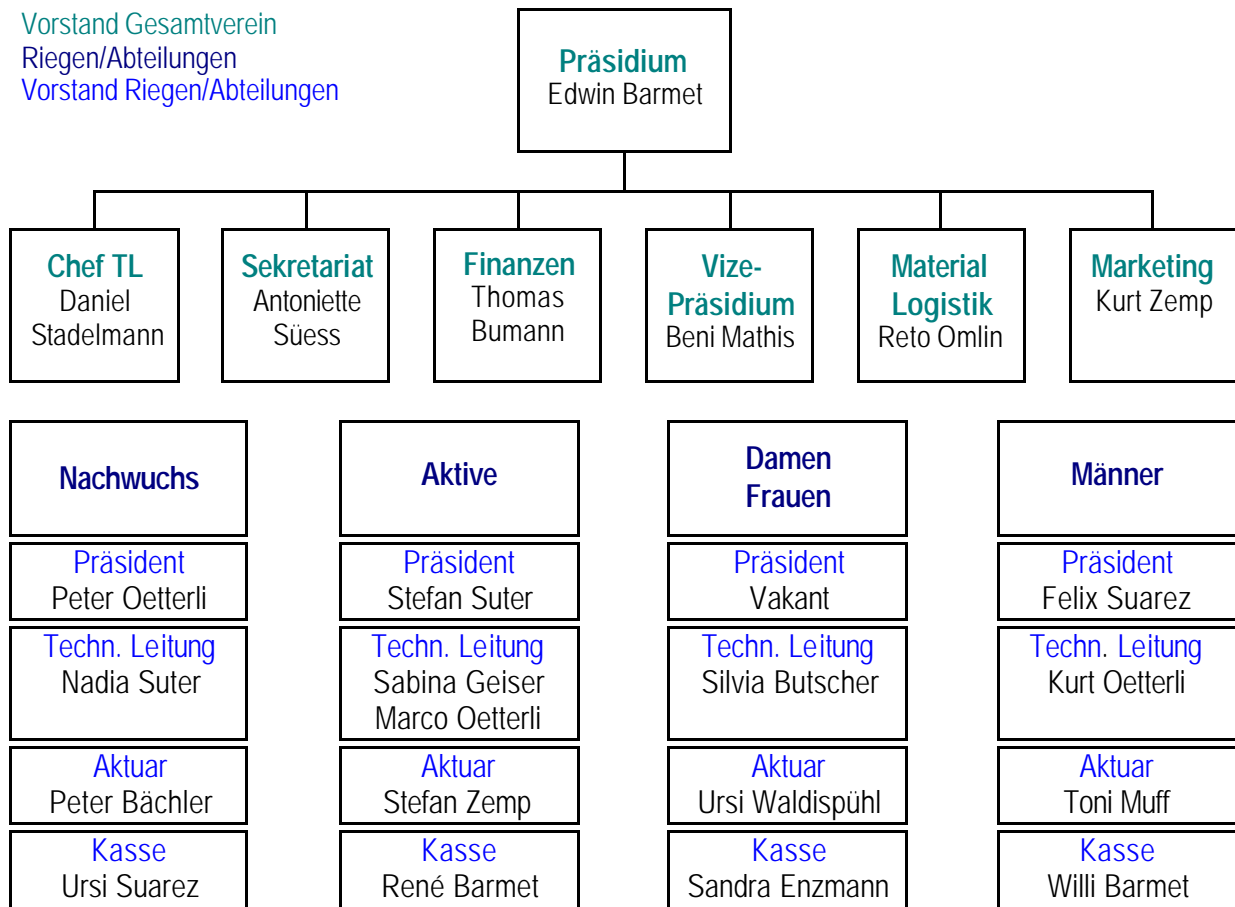 Vorstand Gesamtverein
Riegen/Abteilungen
Vorstand Riegen/Abteilungen
Präsidium
Edwin Barmet
Chef TL
Daniel
Stadelmann
Sekretariat
Antoniette
Süess
Finanzen
Thomas
Bumann
Vize-
Präsidium
Beni Mathis
Material
Logistik
Reto Omlin
Marketing
Kurt Zemp
Nachwuchs
Präsident
Peter Oetterli
Techn. Leitung
Nadia Suter
Aktuar
Peter Bächler
Kasse
Ursi Suarez
Aktive
Präsident
Stefan Suter
Techn. Leitung
Sabina Geiser
Marco Oetterli
Aktuar
Stefan Zemp
Kasse
René Barmet
Damen
Frauen
Präsident
Vakant
Techn. Leitung
Silvia Butscher
Aktuar
Ursi Waldispühl
Kasse
Sandra Enzmann
Männer
Präsident
Felix Suarez
Techn. Leitung
Kurt Oetterli
Aktuar
Toni Muff
Kasse
Willi Barmet